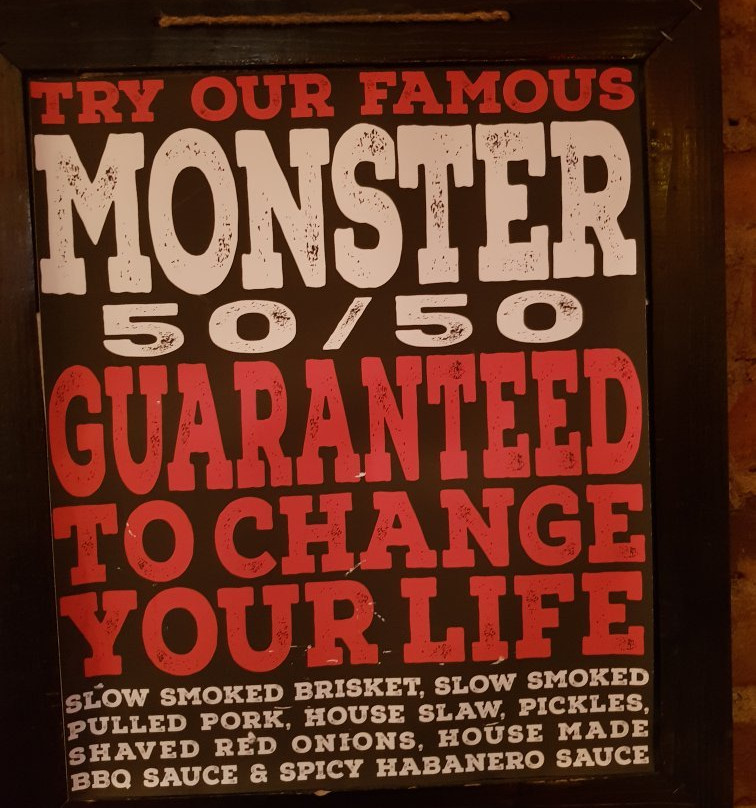 TRY OUR FAMOUS
MONSTER
50/50
GUARANTEED
TO CHANGE
YOUR LIFE
SLOW SMOKED BRISKET, SLOW SMOKED
PULLED PORK, HOUSE SLAW, PICKLES,
SHAVED RED ONIONS, HOUSE MADE
BBQ SAUCE & SPICY HABANERO SAUCE